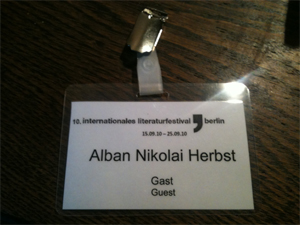 10. internationales literaturfestival berlin
15.09.10 – 25.09.10
Alban Nikolai Herbst
Gast
Guest